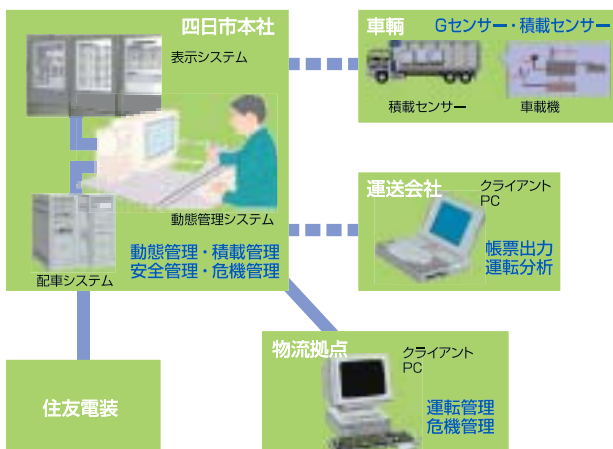 四日市本社
表示システム
動態管理システム
動態管理・積載管理
安全管理・危機管理
配車システム
車輌
Gセンサー・積載センサー
積載センサー
車載機
運送会社
クライアント
PC
帳票出力
運転分析
物流拠点
クライアント
PC
運転管理
危機管理
住友電装